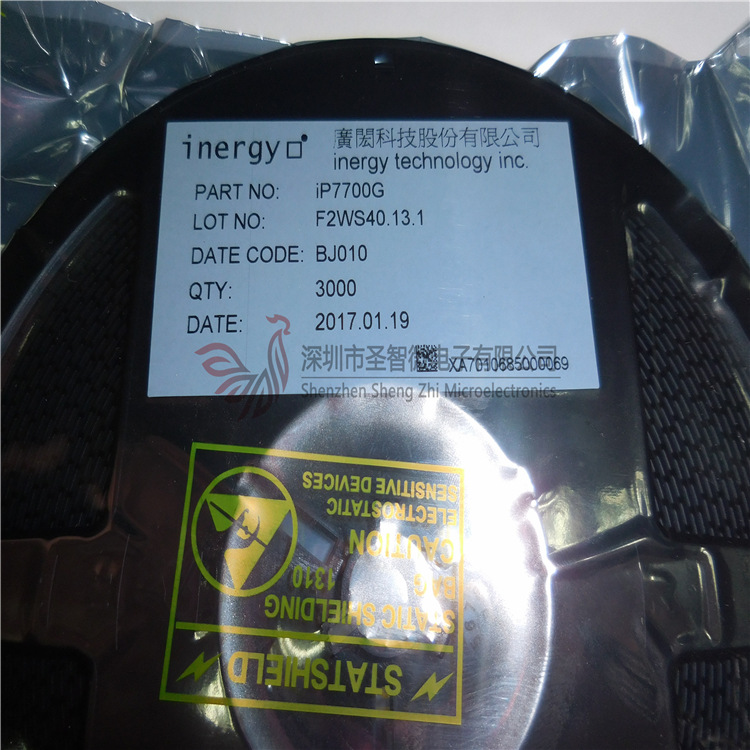 inergy
廣閎科技股份有限公司
inergy technology inc.
PART NO: iP7700G
LOT NO: F2WS40.13.1
DATE CODE: BJ010
QTY: 3000
DATE: 2017.01.19
XA7010685000069
深圳市圣智微电子有限公司
Shenzhen Sheng Zhi Microelectronics
STATSHIELD
STATIC SHIELDING
BAG 1310
CAUTION
ELECTROSTATIC
SENSITIVE DEVICES